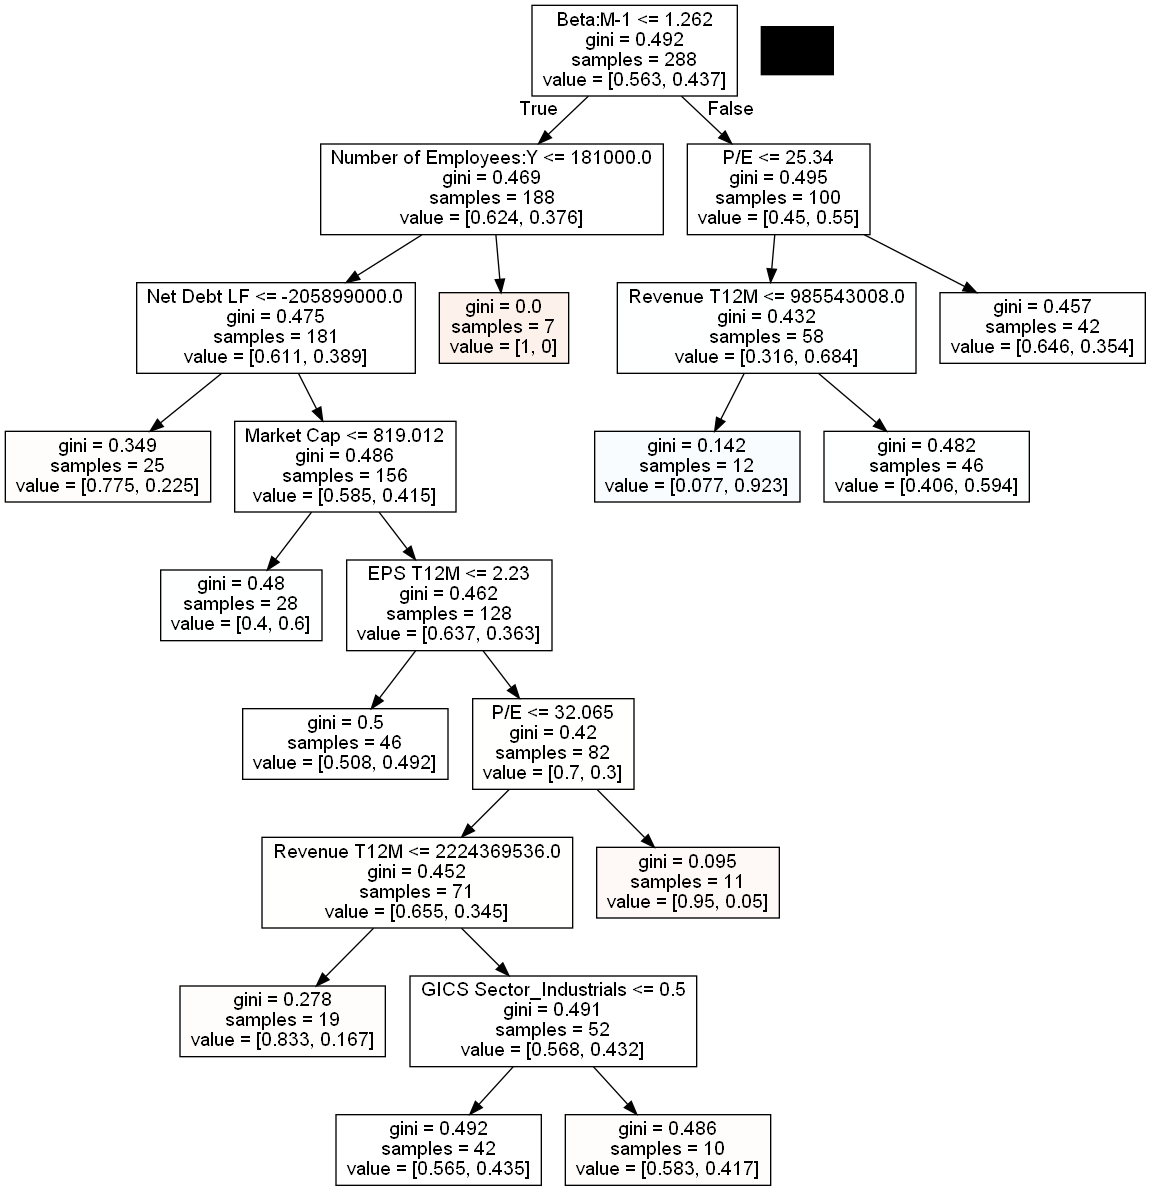 Beta:M-1 <= 1.262
gini = 0.492
samples = 288
value = [0.563, 0.437]
True
False
Number of Employees:Y <= 181000.0
gini = 0.469
samples = 188
value = [0.624, 0.376]
P/E <= 25.34
gini = 0.495
samples = 100
value = [0.45, 0.55]
Net Debt LF <= -205899000.0
gini = 0.475
samples = 181
value = [0.611, 0.389]
gini = 0.0
samples = 7
value = [1, 0]
Revenue T12M <= 985543008.0
gini = 0.432
samples = 58
value = [0.316, 0.684]
gini = 0.457
samples = 42
value = [0.646, 0.354]
gini = 0.349
samples = 25
value = [0.775, 0.225]
Market Cap <= 819.012
gini = 0.486
samples = 156
value = [0.585, 0.415]
gini = 0.142
samples = 12
value = [0.077, 0.923]
gini = 0.482
samples = 46
value = [0.406, 0.594]
gini = 0.48
samples = 28
value = [0.4, 0.6]
EPS T12M <= 2.23
gini = 0.462
samples = 128
value = [0.637, 0.363]
gini = 0.5
samples = 46
value = [0.508, 0.492]
P/E <= 32.065
gini = 0.42
samples = 82
value = [0.7, 0.3]
Revenue T12M <= 2224369536.0
gini = 0.452
samples = 71
value = [0.655, 0.345]
gini = 0.095
samples = 11
value = [0.95, 0.05]
gini = 0.278
samples = 19
value = [0.833, 0.167]
GICS Sector_Industrials <= 0.5
gini = 0.491
samples = 52
value = [0.568, 0.432]
gini = 0.492
samples = 42
value = [0.565, 0.435]
gini = 0.486
samples = 10
value = [0.583, 0.417]